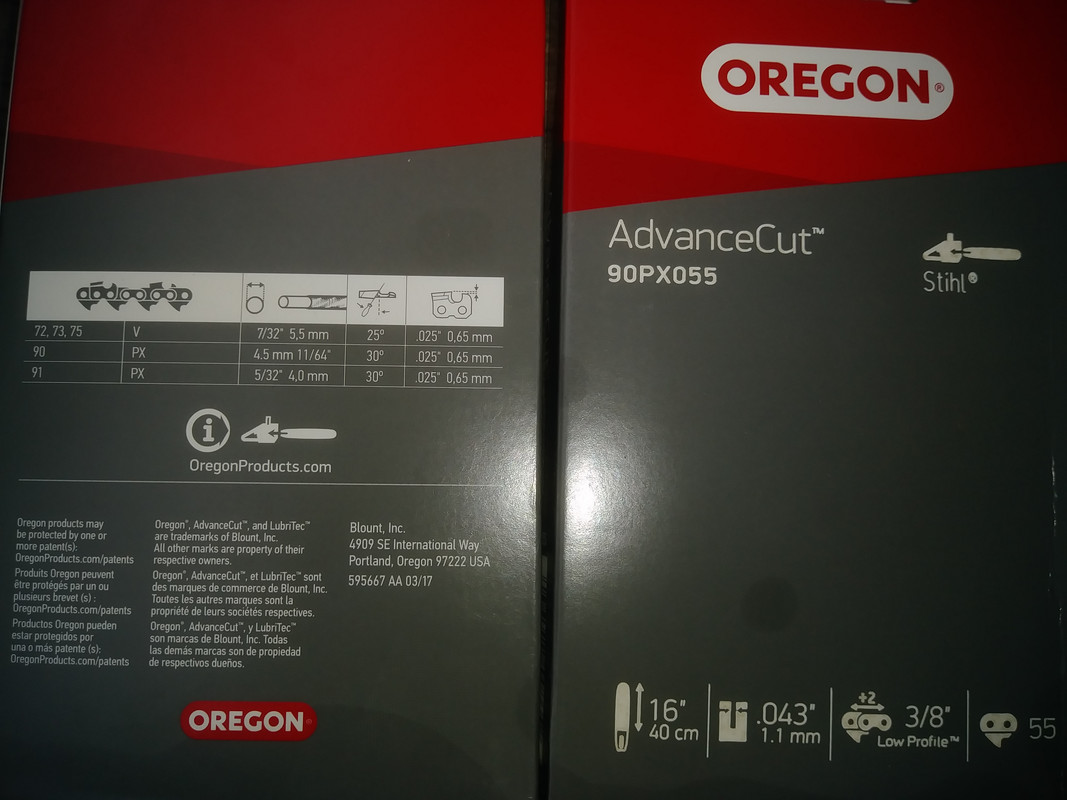 72, 73, 75 V 7/32" 5,5 mm 25º .025" 0,65 mm
90 PX 4.5 mm 11/64" 30º .025" 0,65 mm
91 PX 5/32" 4,0 mm 30º .025" 0,65 mm
i
OregonProducts.com
Oregon products may
be protected by one or
more patent(s):
OregonProducts.com/patents
Produits Oregon peuvent
être protégés par un ou
plusieurs brevet (s) :
OregonProducts.com/patents
Productos Oregon pueden
estar protegidos por
una o más patente (s):
OregonProducts.com/patents
Oregon®, AdvanceCut™, and LubriTec™
are trademarks of Blount, Inc.
All other marks are property of their
respective owners.
Oregon®, AdvanceCut™, et LubriTec™ sont
des marques de commerce de Blount, Inc.
Toutes les autres marques sont la
propriété de leurs sociétés respectives.
Oregon®, AdvanceCut™, y LubriTec™
son marcas de Blount, Inc. Todas
las demás marcas son de propiedad
de respectivos dueños.
Blount, Inc.
4909 SE International Way
Portland, Oregon 97222 USA
595667 AA 03/17
OREGON®
OREGON®
AdvanceCut™
90PX055
Stihl®
16"
40 cm
.043"
1.1 mm
+2
3/8"
Low Profile™
55